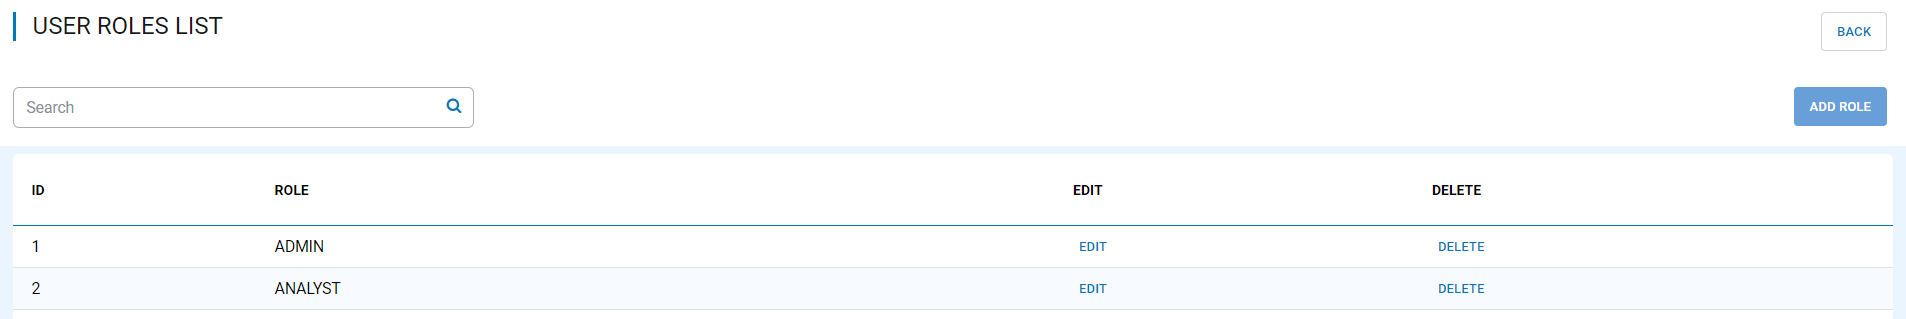 USER ROLES LIST
BACK
Search
ADD ROLE
ID ROLE EDIT DELETE
1 ADMIN EDIT DELETE
2 ANALYST EDIT DELETE